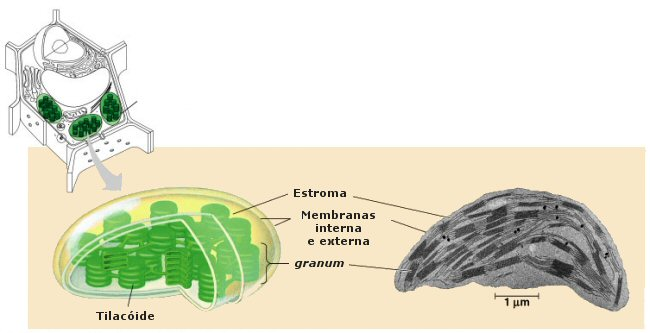 Estroma
Membranas
interna
e externa
granum
Tilacóide
1 µm